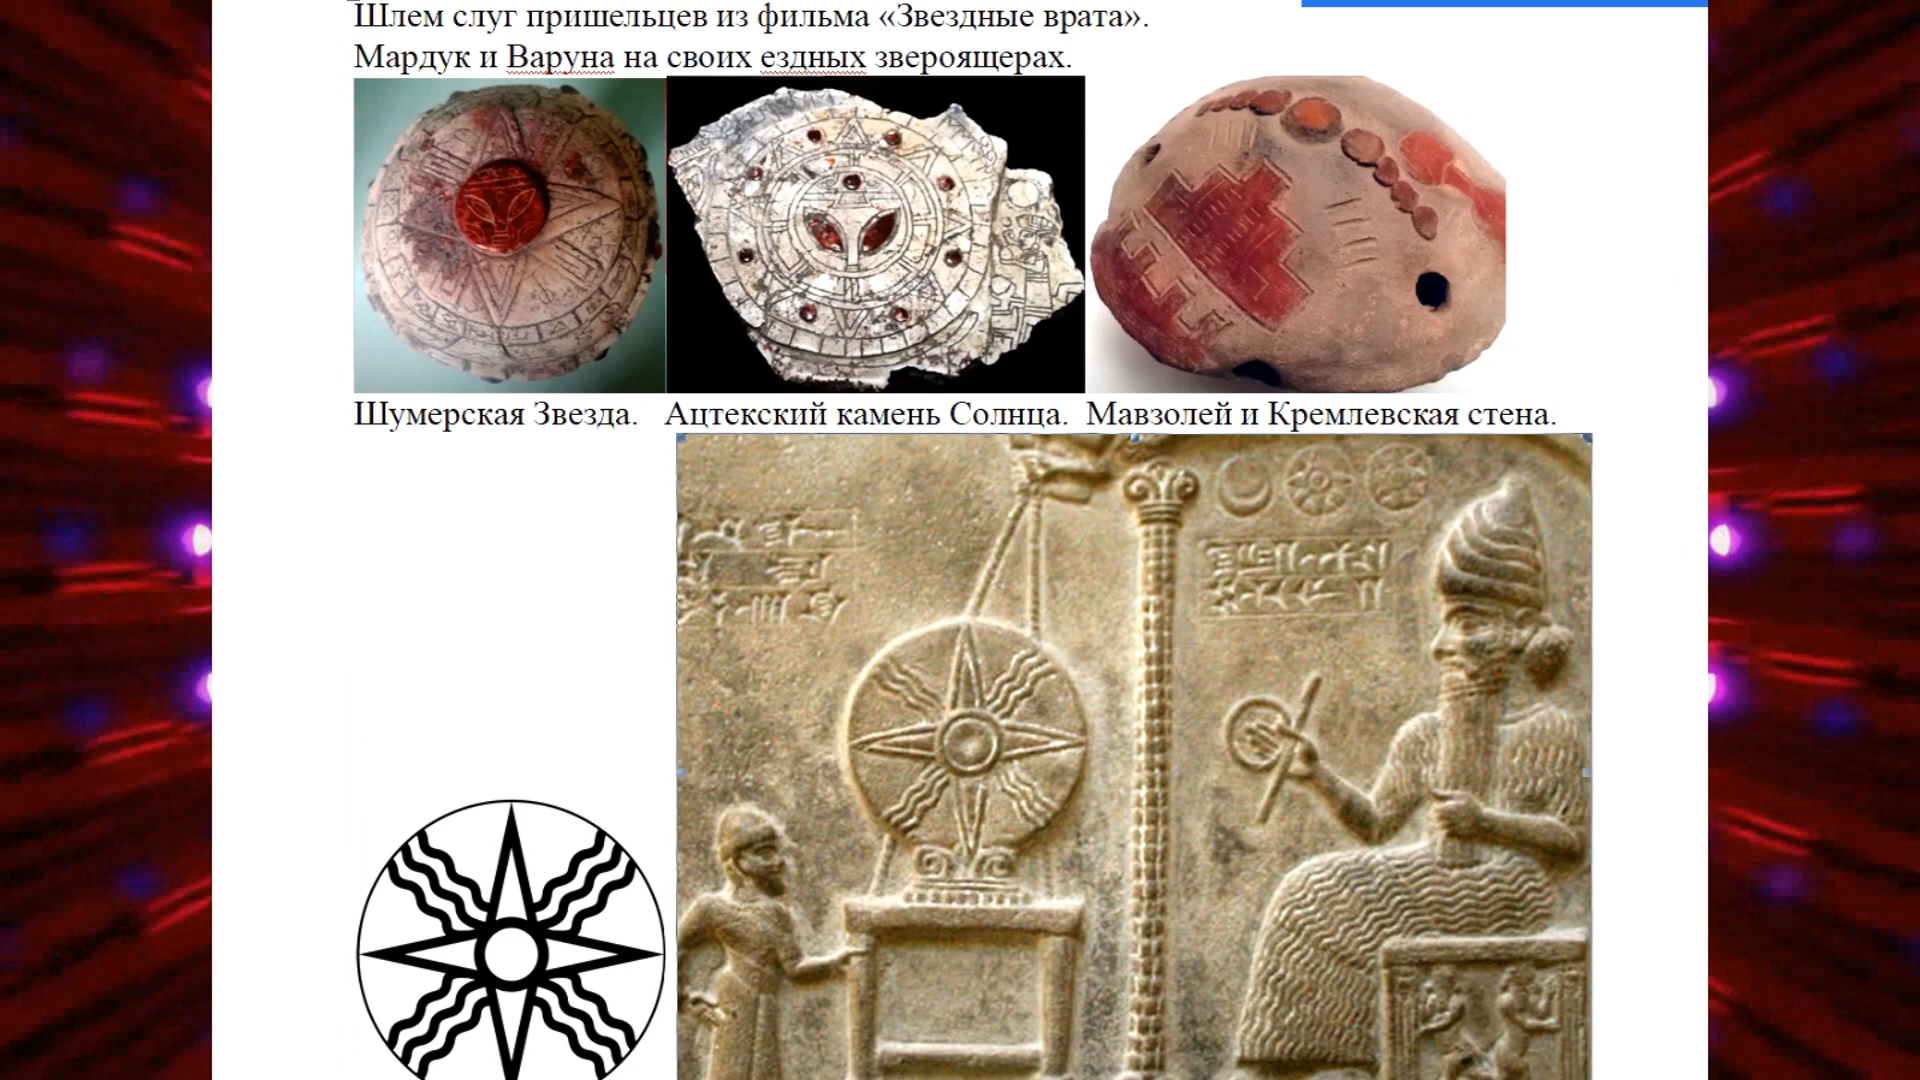 Шлем слуг пришельцев из фильма «Звездные врата».
Мардук и Варуна на своих ездных звероящерах.
Шумерская Звезда. Ацтекский камень Солнца. Мавзолей и Кремлевская стена.